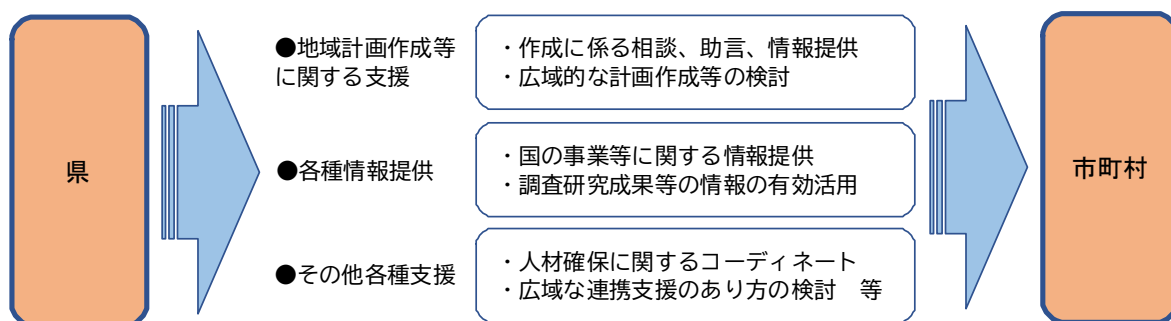 県
●地域計画作成等
に関する支援
・作成に係る相談、助言、情報提供
・広域的な計画作成等の検討
●各種情報提供
・国の事業等に関する情報提供
・調査研究成果等の情報の有効活用
●その他各種支援
・人材確保に関するコーディネート
・広域な連携支援のあり方の検討　等
市町村